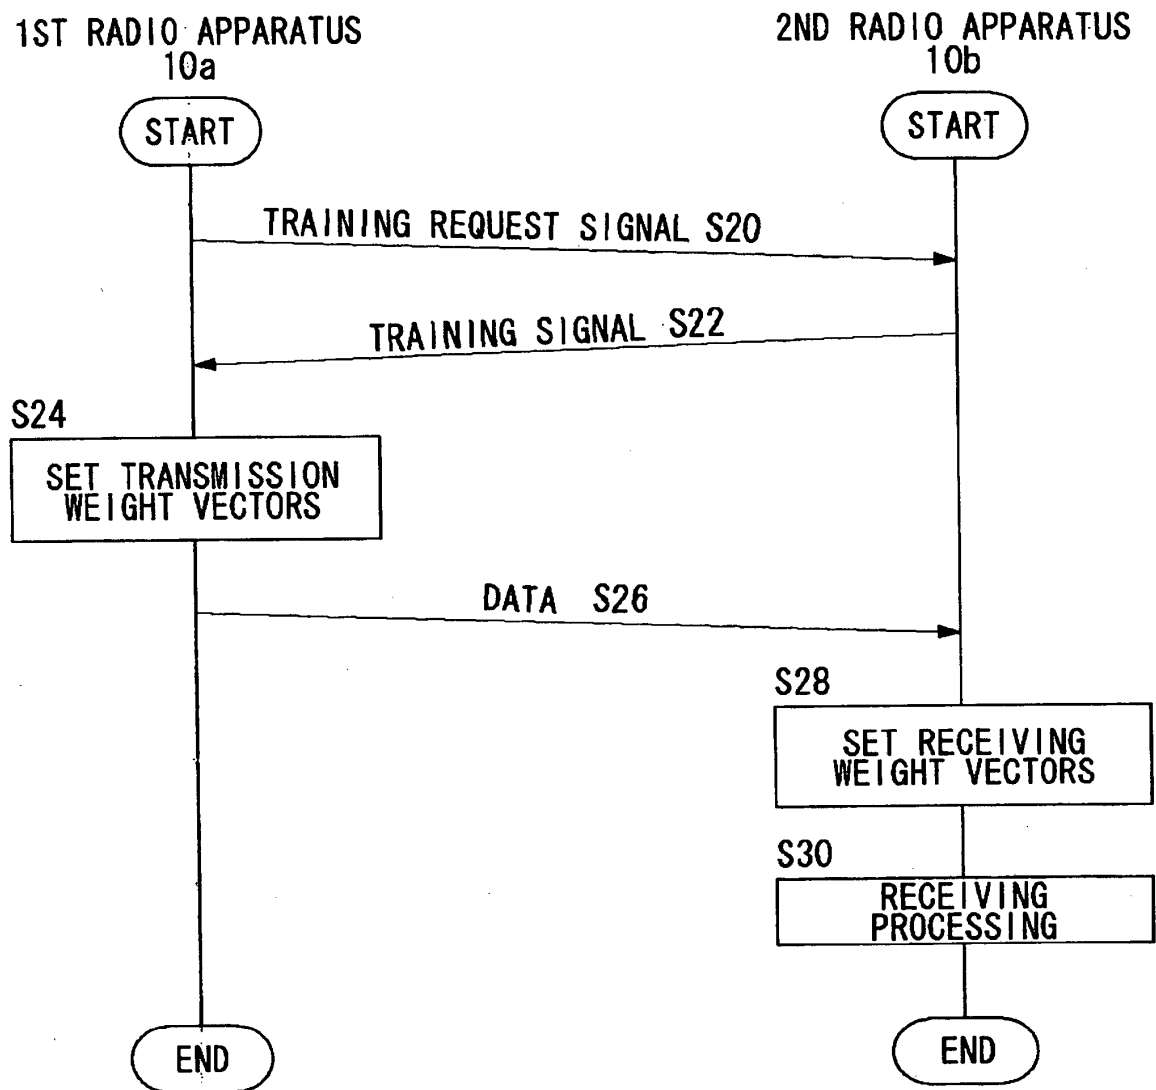 1ST RADIO APPARATUS
10a
2ND RADIO APPARATUS
10b
START
START
TRAINING REQUEST SIGNAL S20
TRAINING SIGNAL S22
S24
SET TRANSMISSION
WEIGHT VECTORS
DATA S26
S28
SET RECEIVING
WEIGHT VECTORS
S30
RECEIVING
PROCESSING
END
END